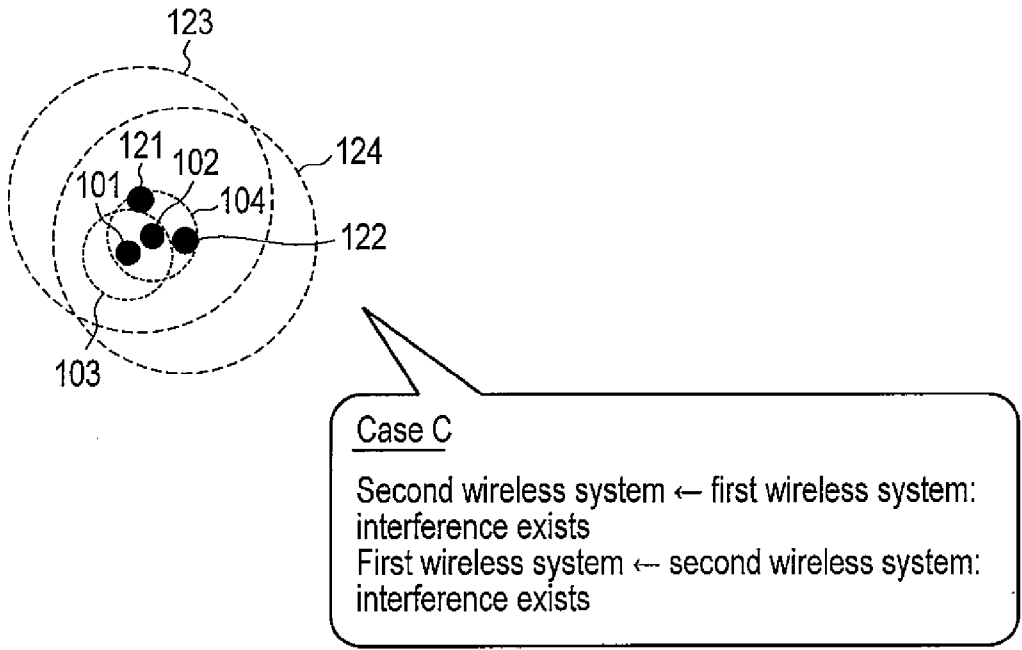 123
124
121
102
101
104
122
103
Case C
Second wireless system ← first wireless system:
interference exists
First wireless system ← second wireless system:
interference exists